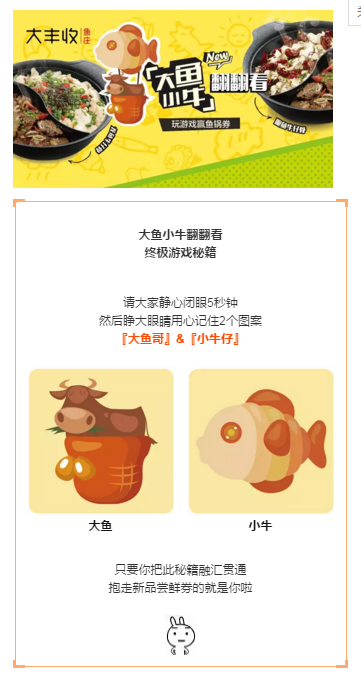 大丰收鱼庄
大鱼
小牛
New
翻翻看
玩游戏赢鱼锅券
大鱼小牛翻翻看
终极游戏秘籍
请大家静心闭眼5秒钟
然后睁大眼睛用心记住2个图案
『大鱼哥』&『小牛仔』
大鱼
小牛
只要你把此秘籍融汇贯通
抱走新品尝鲜券的就是你啦